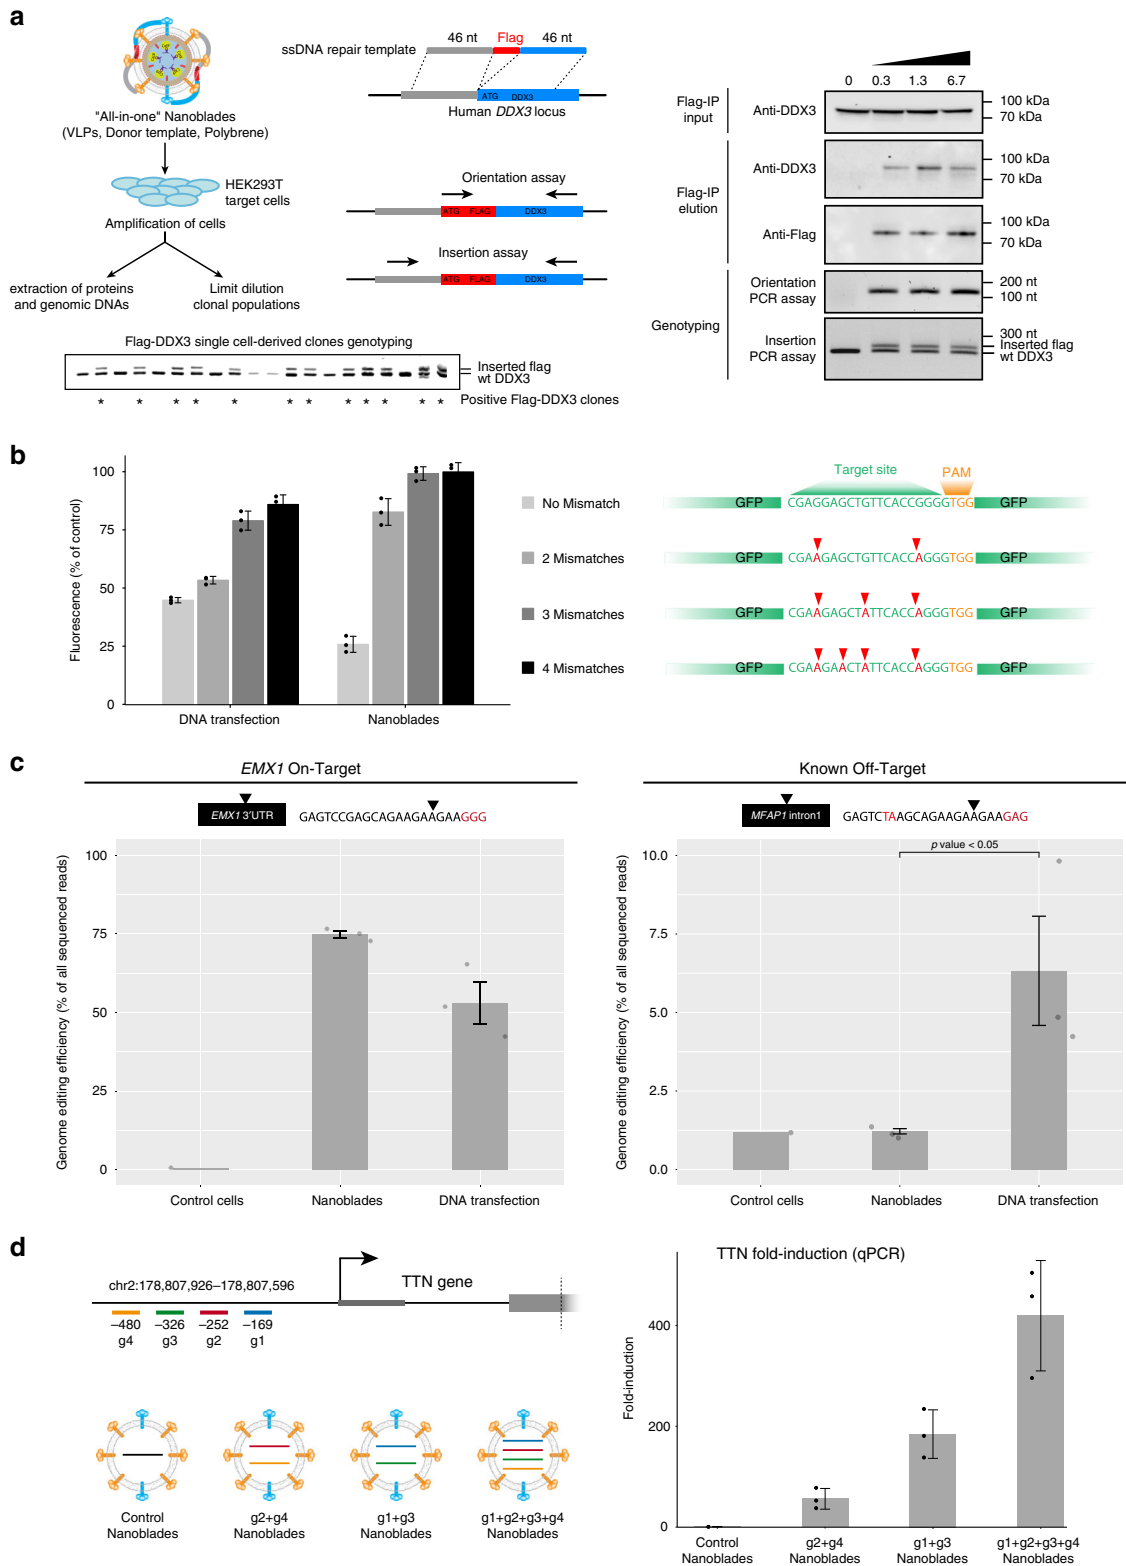 a
"All-in-one" Nanoblades
(VLPs, Donor template, Polybrene)
HEK293T
target cells
Amplification of cells
extraction of proteins
and genomic DNAs
Limit dilution
clonal populations
ssDNA repair template
46 nt
Flag
46 nt
ATG
DDX3
Human DDX3 locus
Orientation assay
ATG
FLAG
DDX3
Insertion assay
ATG
FLAG
DDX3
Flag-DDX3 single cell-derived clones genotyping
Inserted flag
wt DDX3
* * * * * * * * * * * *
Positive Flag-DDX3 clones
0 0.3 1.3 6.7
Flag-IP
input
Anti-DDX3
100 kDa
70 kDa
Flag-IP
elution
Anti-DDX3
100 kDa
70 kDa
Anti-Flag
100 kDa
70 kDa
Genotyping
Orientation
PCR assay
200 nt
100 nt
Insertion
PCR assay
300 nt
Inserted flag
wt DDX3
b
Fluorescence (% of control)
100
50
25
0
DNA transfection
Nanoblades
No Mismatch
2 Mismatches
3 Mismatches
4 Mismatches
Target site
PAM
GFP CGAGGAGCTGTTCACCGGGGTGG GFP
GFP CGAAGAGCTGTTCACCAGGGTGG GFP
GFP CGAAGAGCTATTCACCAGGGTGG GFP
GFP CGAAGAACTATTCACCAGGGTGG GFP
c
EMX1 On-Target
EMX1 3'UTR
GAGTCCGAGCAGAAGAAGAAGGG
Genome editing efficiency (% of all sequenced reads)
100
75
50
25
0
Control cells
Nanoblades
DNA transfection
Known Off-Target
MFAP1 intron1
GAGTCTAAGCAGAAGAAGAAGAG
p value < 0.05
Genome editing efficiency (% of all sequenced reads)
10.0
7.5
5.0
2.5
0.0
Control cells
Nanoblades
DNA transfection
d
chr2:178,807,926–178,807,596
TTN gene
–480
–326
–252
–169
g4
g3
g2
g1
Control
Nanoblades
g2+g4
Nanoblades
g1+g3
Nanoblades
g1+g2+g3+g4
Nanoblades
TTN fold-induction (qPCR)
Fold-induction
400
200
0
Control
Nanoblades
g2+g4
Nanoblades
g1+g3
Nanoblades
g1+g2+g3+g4
Nanoblades